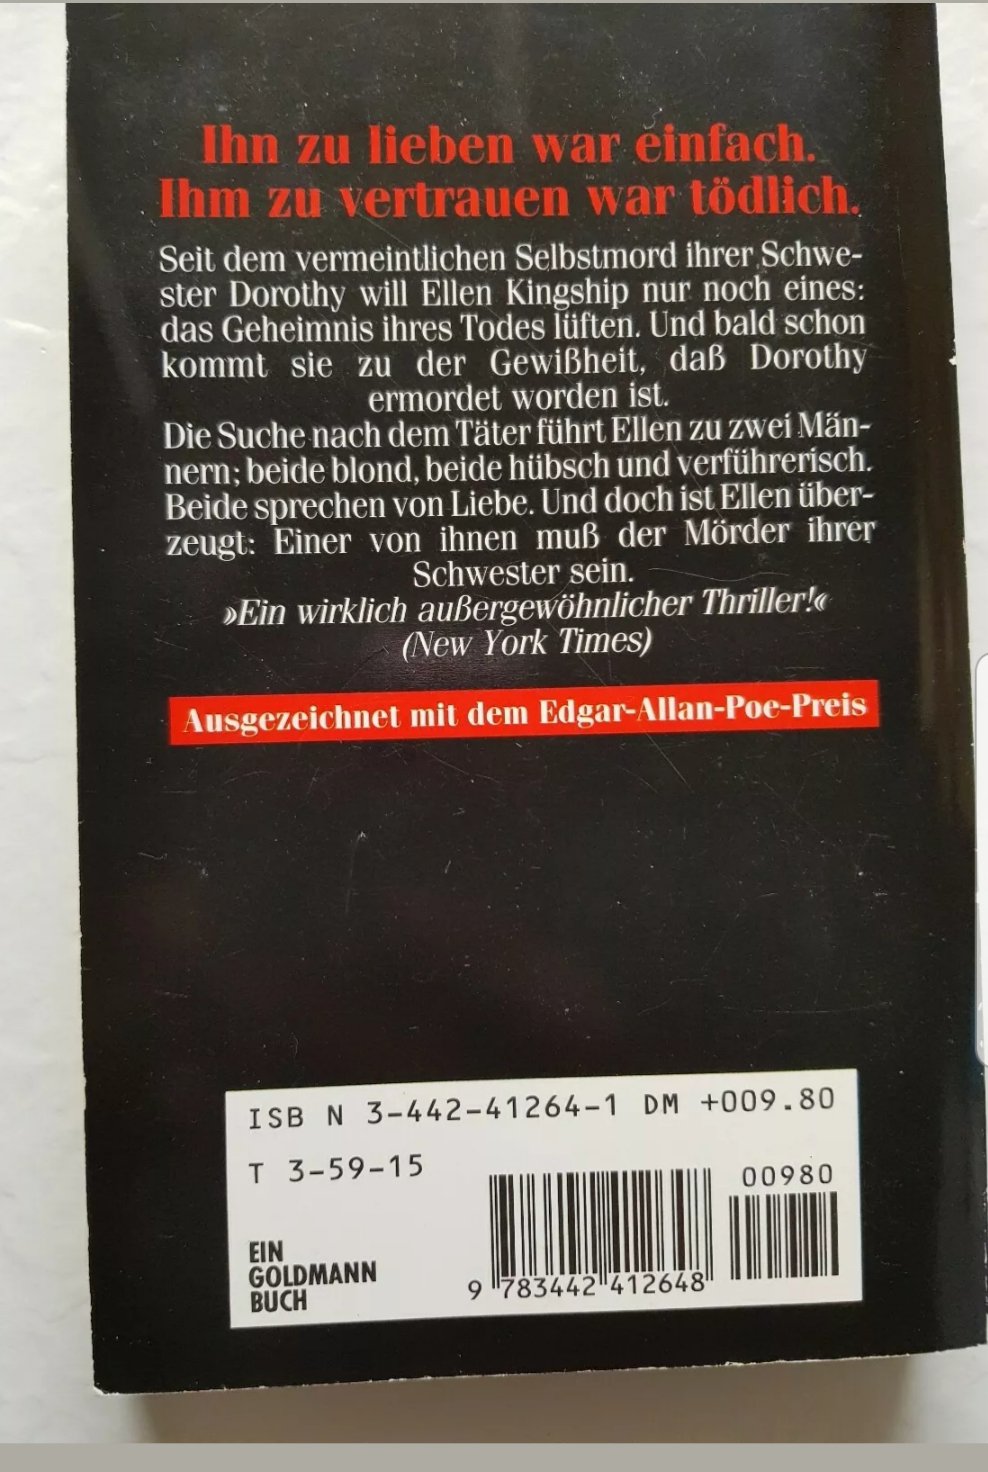 Ihn zu lieben war einfach.
Ihm zu vertrauen war tödlich.
Seit dem vermeintlichen Selbstmord ihrer Schwe-
ster Dorothy will Ellen Kingship nur noch eines:
das Geheimnis ihres Todes lüften. Und bald schon
kommt sie zu der Gewißheit, daß Dorothy
ermordet worden ist.
Die Suche nach dem Täter führt Ellen zu zwei Män-
nern; beide blond, beide hübsch und verführerisch.
Beide sprechen von Liebe. Und doch ist Ellen über-
zeugt: Einer von ihnen muß der Mörder ihrer
Schwester sein.
»Ein wirklich außergewöhnlicher Thriller!«
(New York Times)
Ausgezeichnet mit dem Edgar-Allan-Poe-Preis
ISB N 3-442-41264-1 DM +009.80
T 3-59-15
00980
EIN
GOLDMANN
BUCH
9 783442 412648